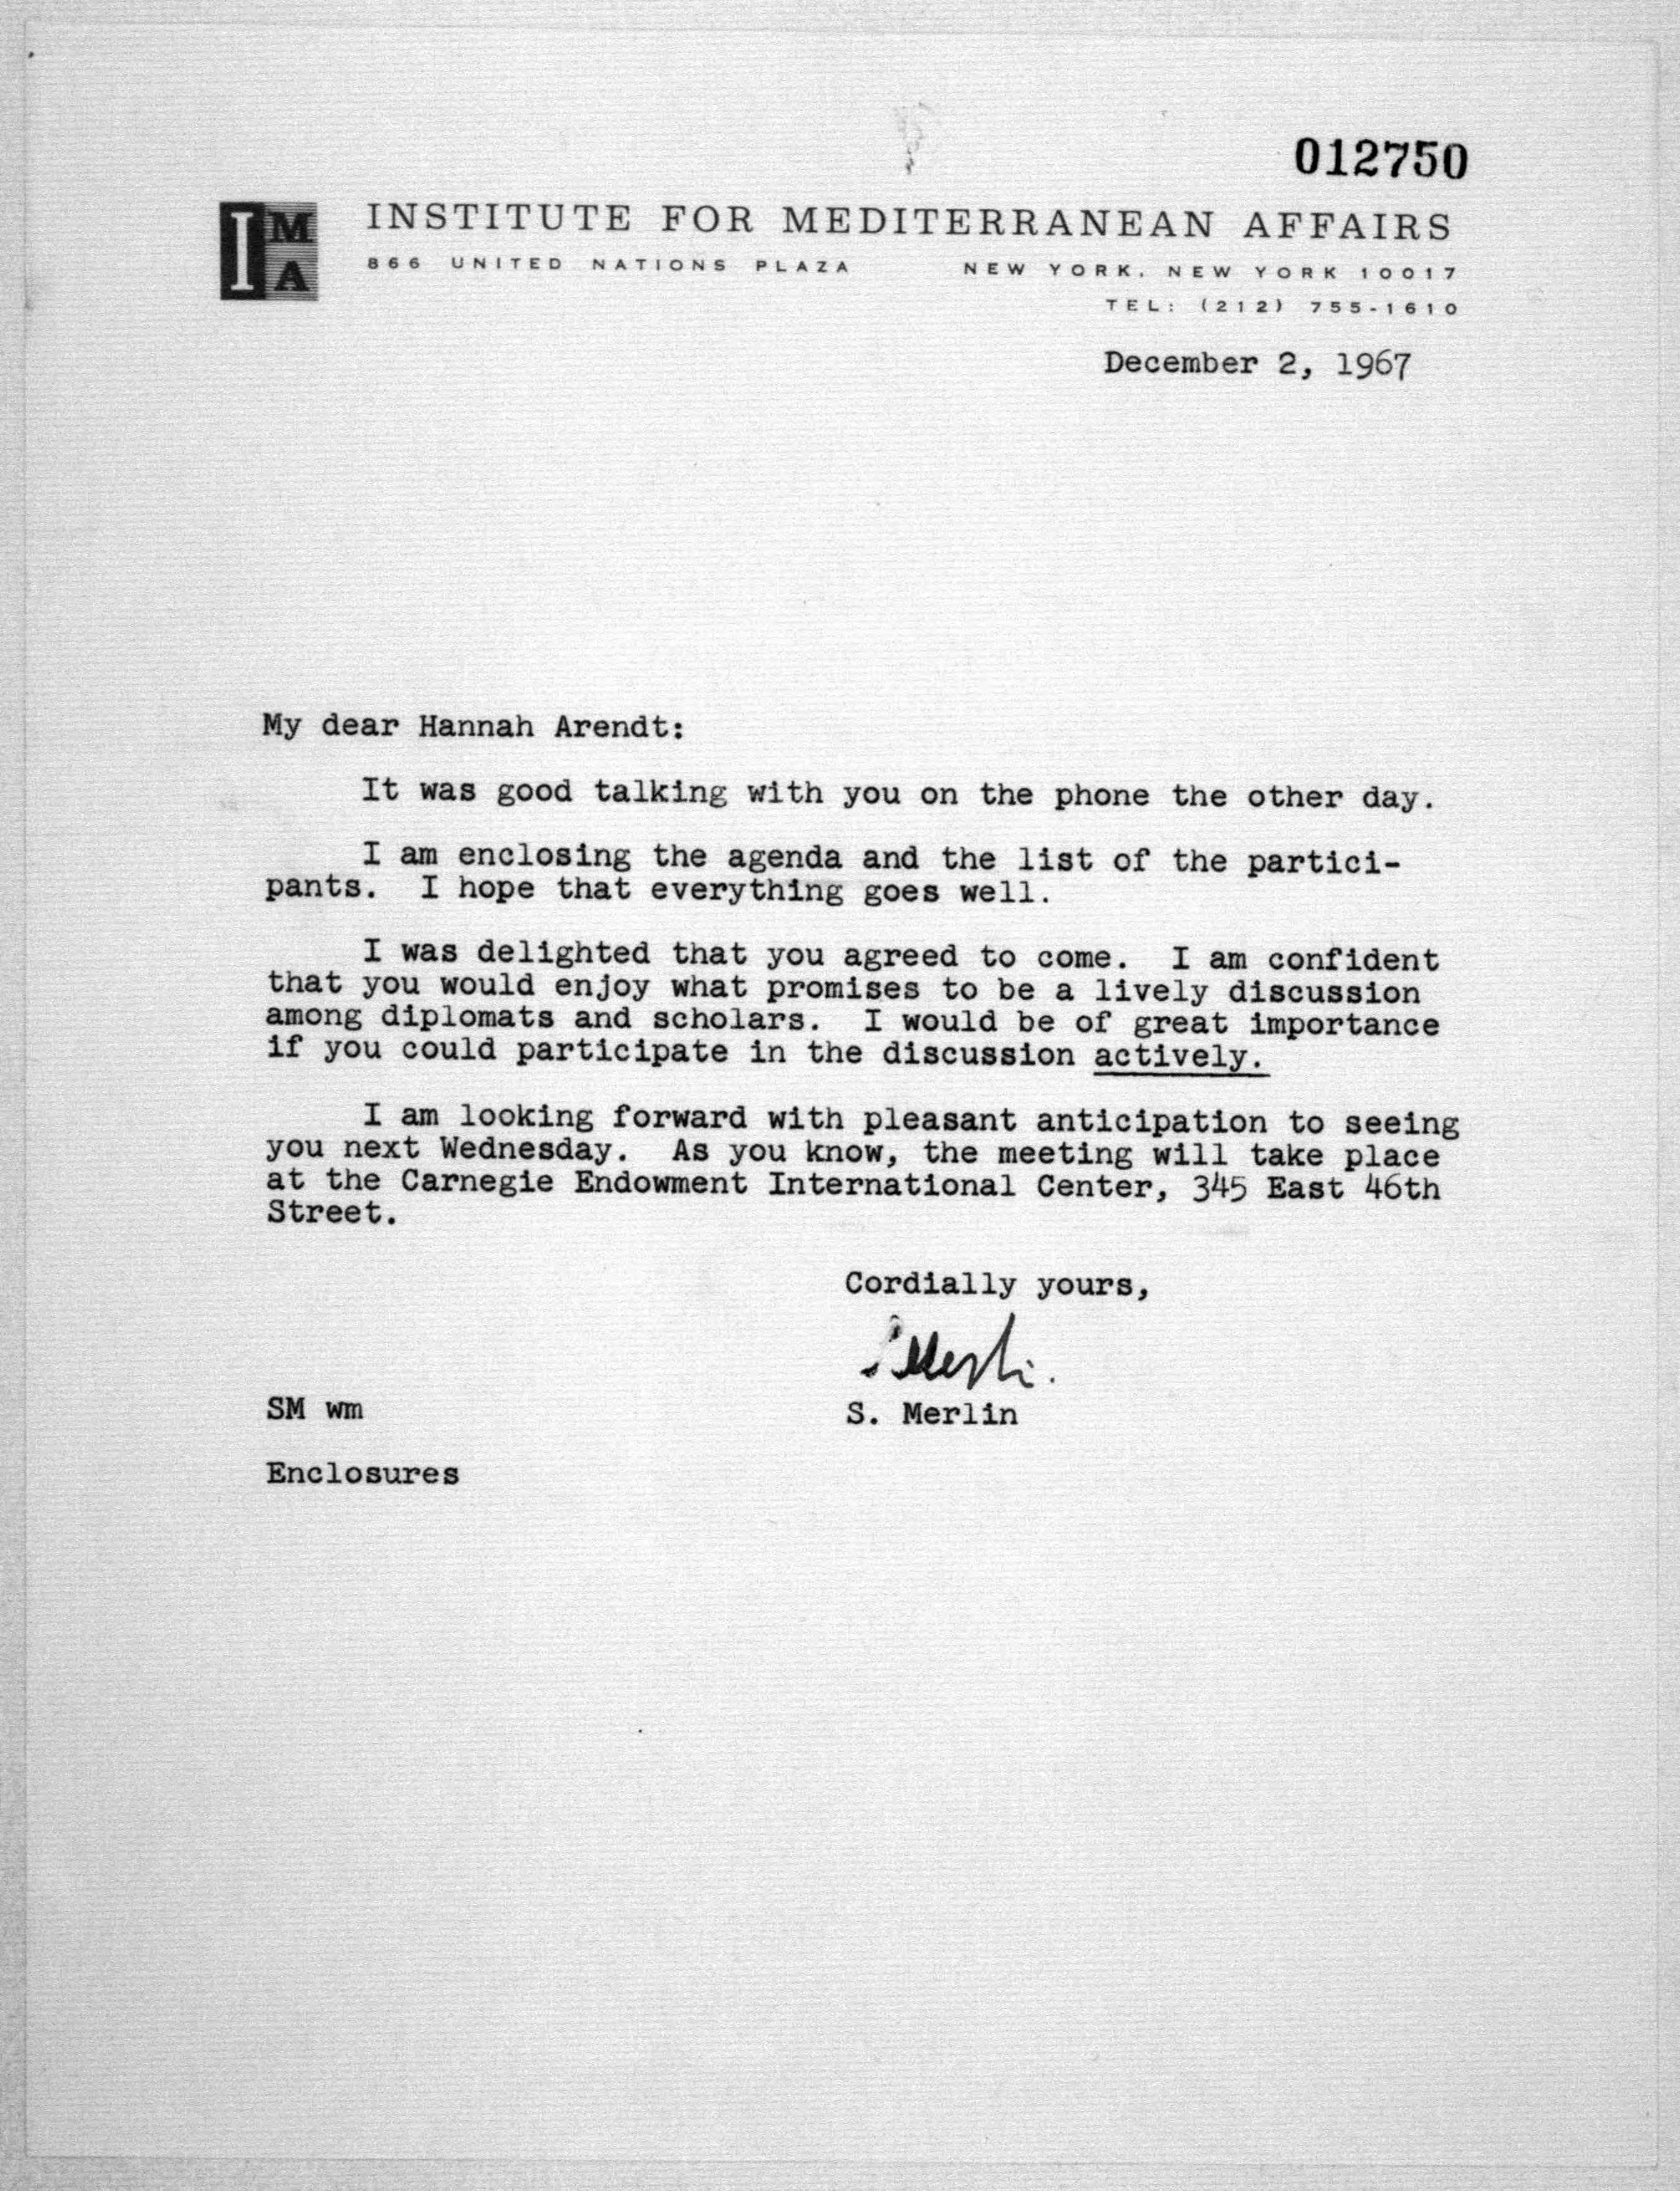 012750
IMA
INSTITUTE FOR MEDITERRANEAN AFFAIRS
866 UNITED NATIONS PLAZA NEW YORK, NEW YORK 10017
TEL: (212) 755-1610
December 2, 1967
My dear Hannah Arendt:
It was good talking with you on the phone the other day.
I am enclosing the agenda and the list of the partici-
pants. I hope that everything goes well.
I was delighted that you agreed to come. I am confident
that you would enjoy what promises to be a lively discussion
among diplomats and scholars. I would be of great importance
if you could participate in the discussion actively.
I am looking forward with pleasant anticipation to seeing
you next Wednesday. As you know, the meeting will take place
at the Carnegie Endowment International Center, 345 East 46th
Street.
Cordially yours,
S Merlin.
SM wm S. Merlin
Enclosures